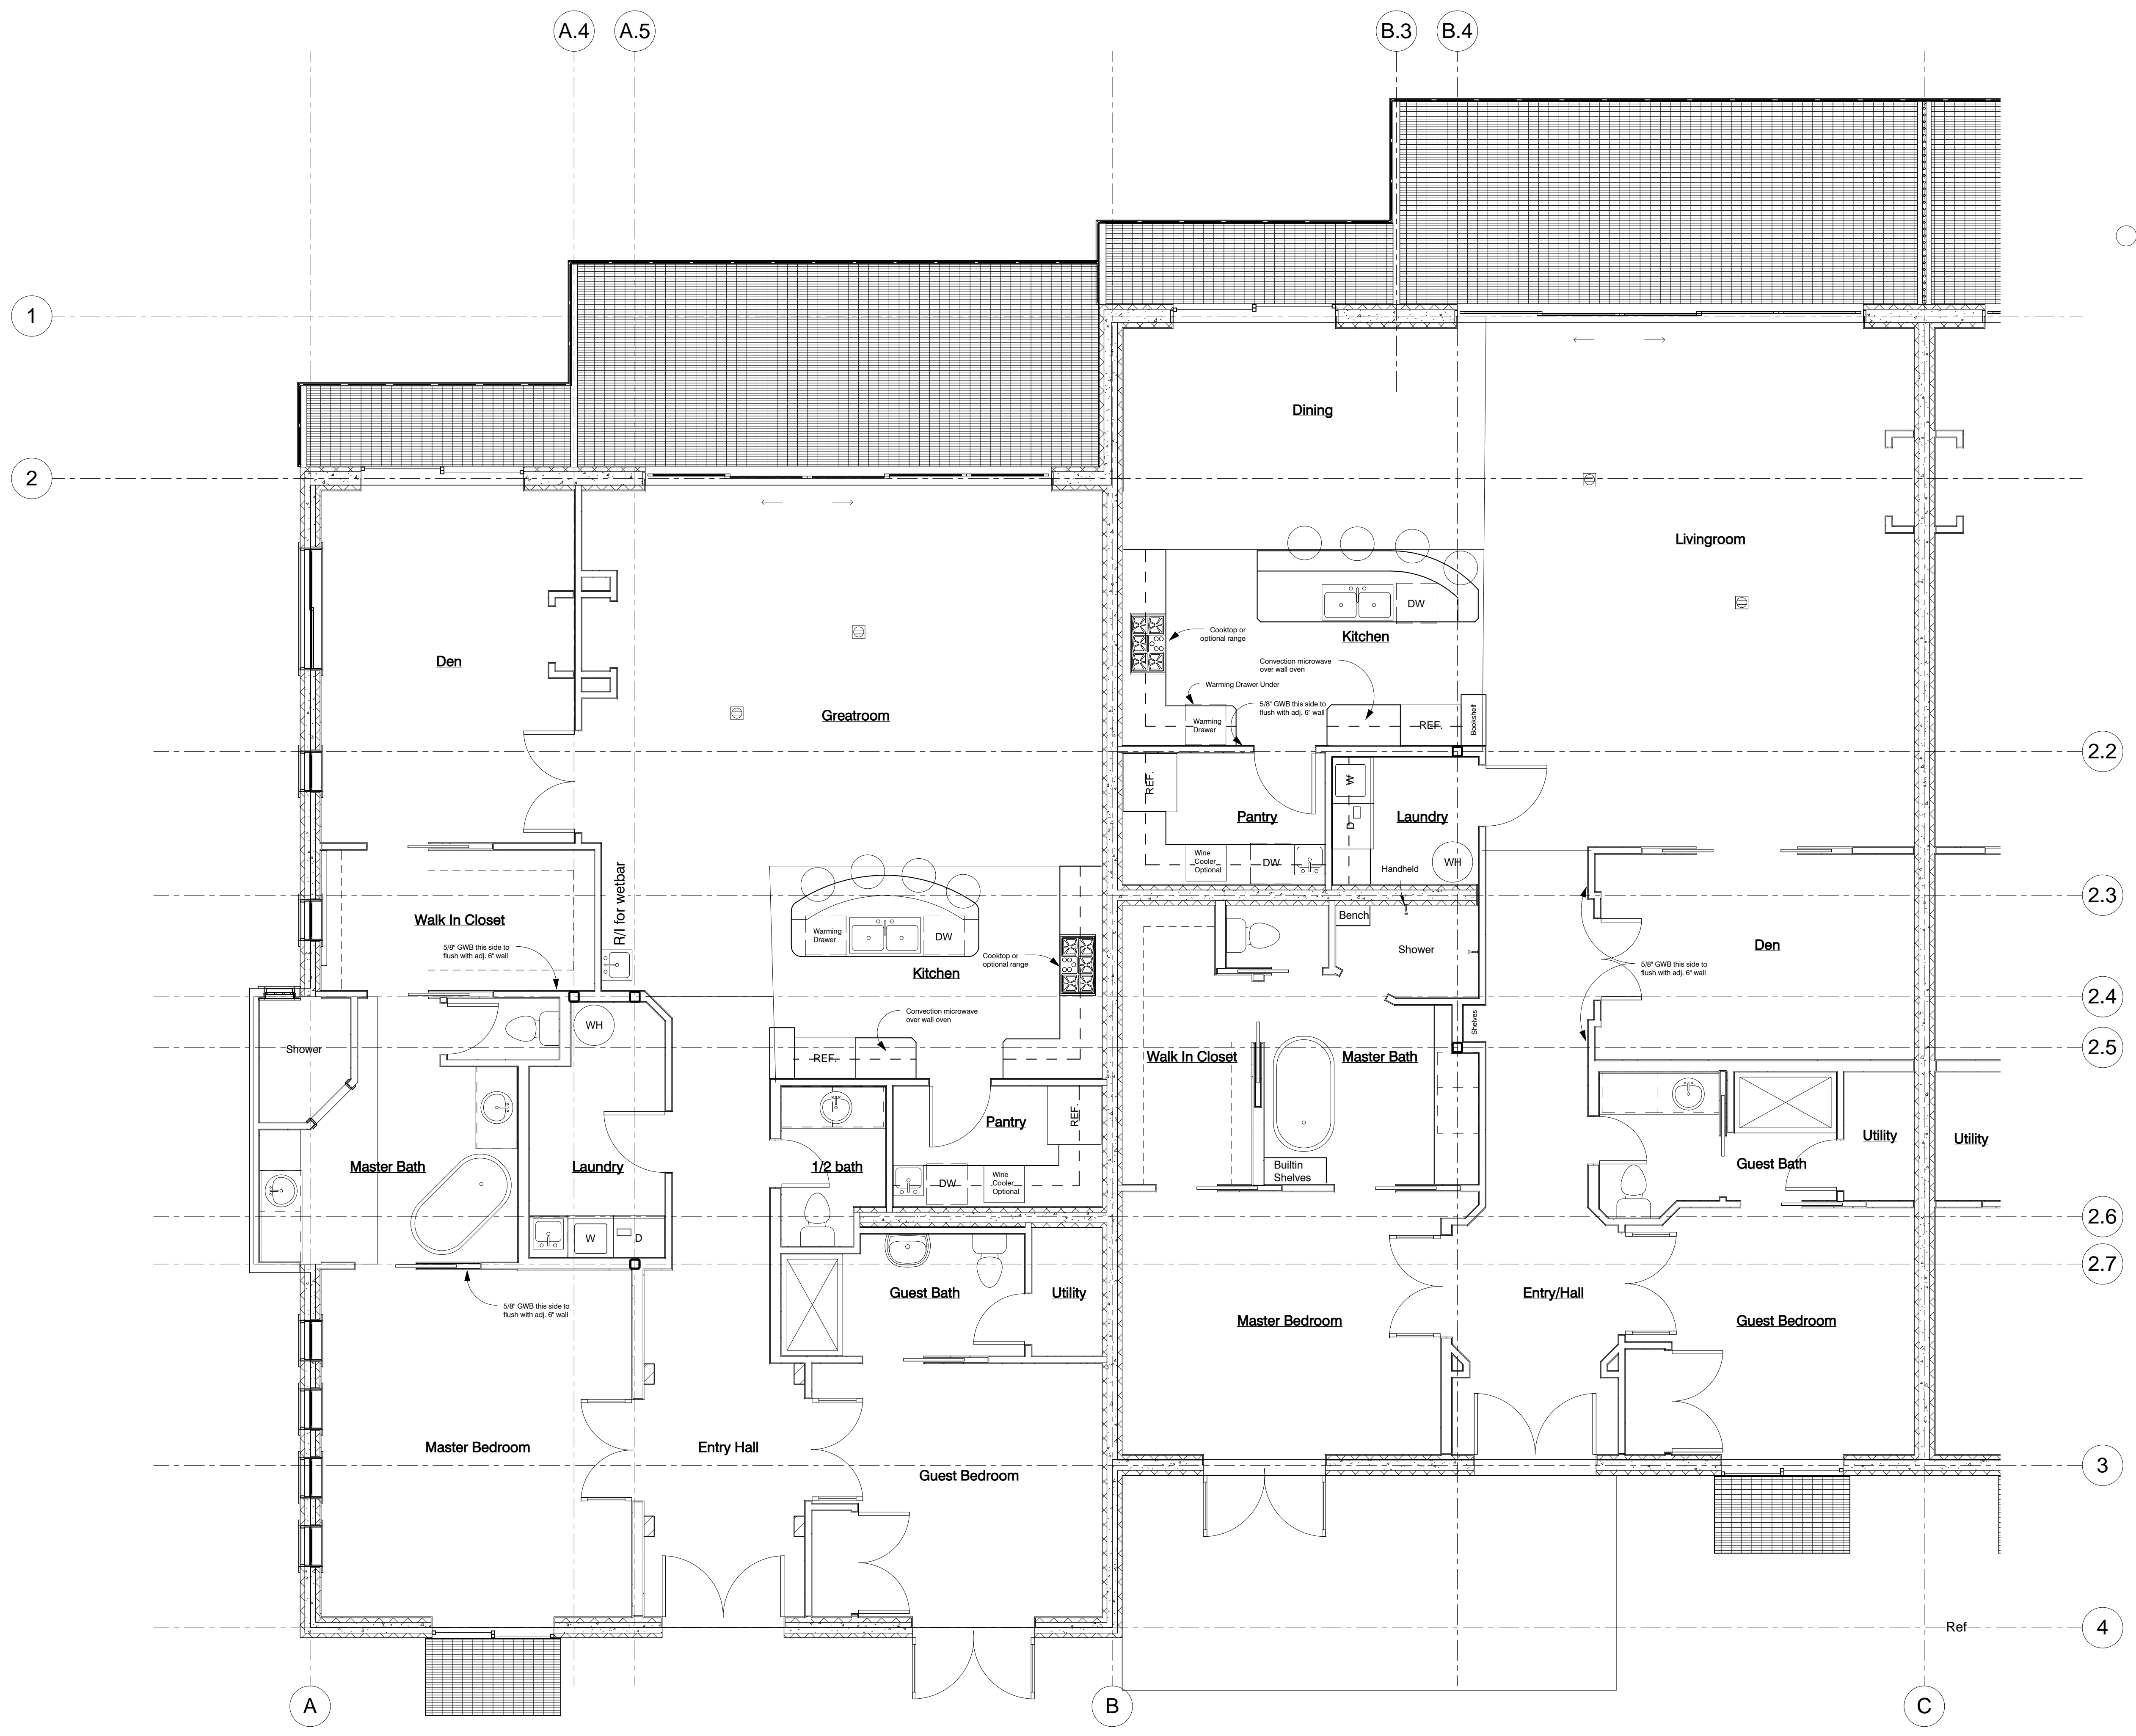 A.4
A.5
B.3
B.4
1
2
Dining
Livingroom
DW
Cooktop or
optional range
Kitchen
Convection microwave
over wall oven
Warming Drawer Under
5/8" GWB this side to
flush with adj. 6" wall
Warming
Drawer
REF.
Bookshelf
Den
Greatroom
2.2
REF.
W
Pantry
Laundry
D
Wine
Cooler
Optional
DW
Handheld
WH
R/I for wetbar
2.3
Walk In Closet
5/8" GWB this side to
flush with adj. 6" wall
Warming
Drawer
DW
Cooktop or
optional range
Kitchen
Bench
Shower
Den
5/8" GWB this side to
flush with adj. 6" wall
2.4
Convection microwave
over wall oven
WH
Shelves
Shower
REF.
Walk In Closet
Master Bath
2.5
Pantry
REF.
Utility
Utility
Master Bath
Laundry
1/2 bath
DW
Wine
Cooler
Optional
Builtin
Shelves
Guest Bath
2.6
W
D
2.7
5/8" GWB this side to
flush with adj. 6" wall
Guest Bath
Utility
Entry/Hall
Master Bedroom
Guest Bedroom
Master Bedroom
Entry Hall
Guest Bedroom
3
Ref
4
A
B
C